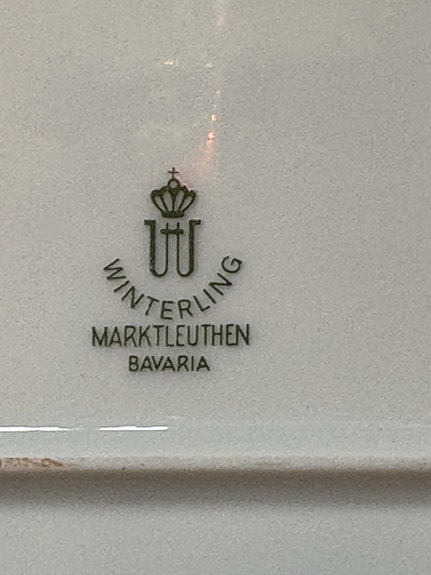 W
WINTERLING
MARKTLEUTHEN
BAVARIA